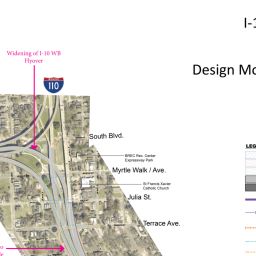 I-1
Widening of I-10 WB
Flyover
Design Mo
110
South Blvd.
BREC Rec. Center
Expressway Park
Myrtle Walk / Ave.
St Francis Xavier
Catholic Church
Julia St.
Terrace Ave.
LEG